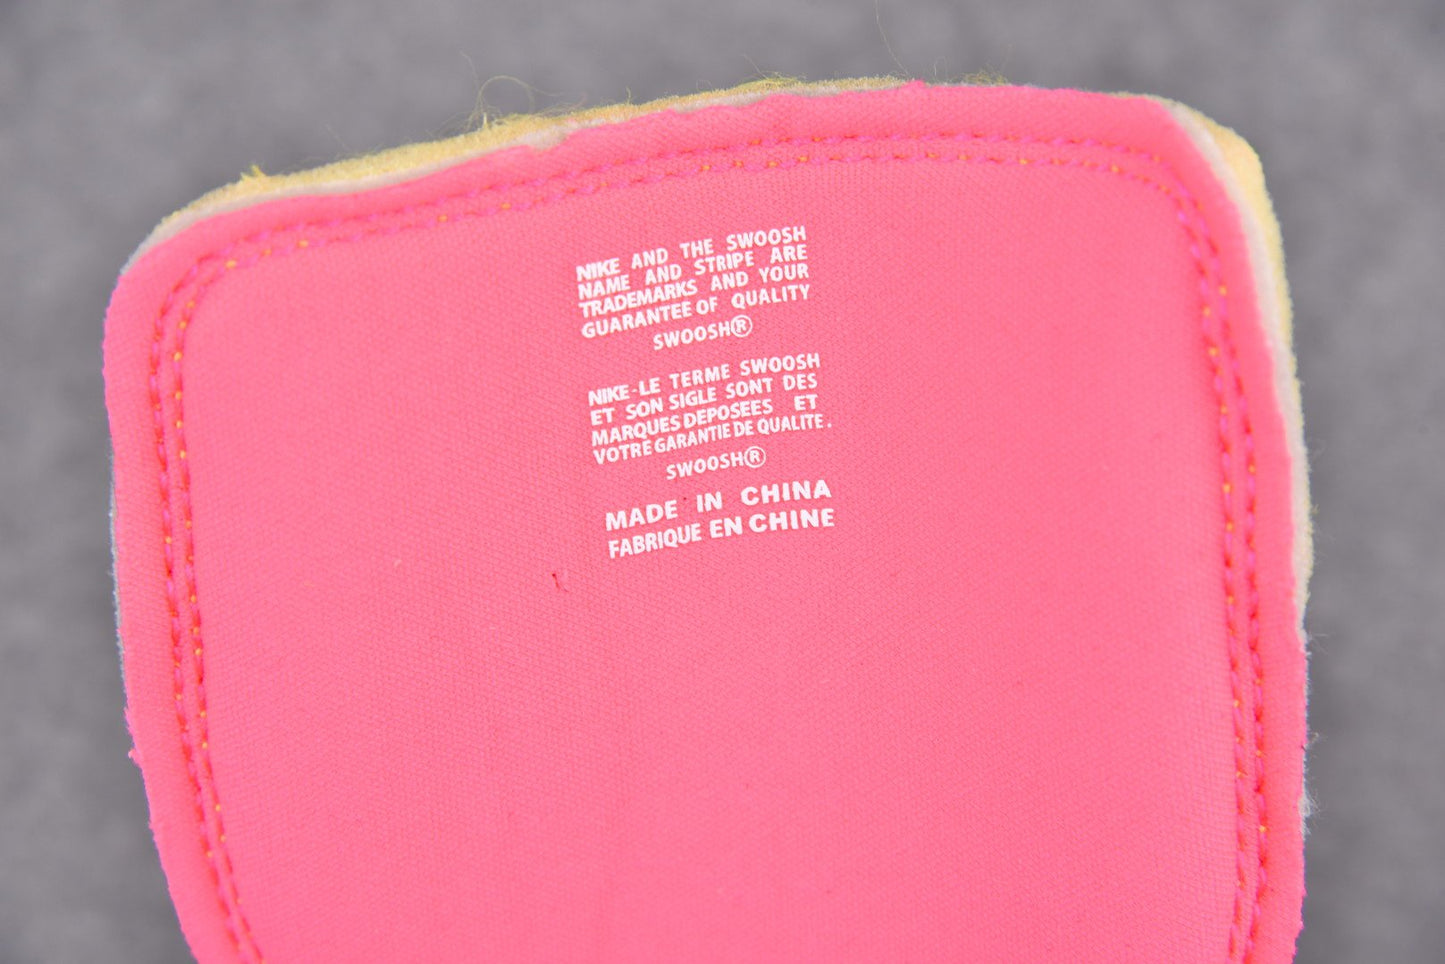 NIKE AND THE SWOOSH
NAME AND STRIPE ARE
TRADEMARKS AND YOUR
GUARANTEE OF QUALITY
SWOOSH®
NIKE-LE TERME SWOOSH
ET SON SIGLE SONT DES
MARQUES DEPOSEES ET
VOTRE GARANTIE DE QUALITE.
SWOOSH®
MADE IN CHINA
FABRIQUE EN CHINE